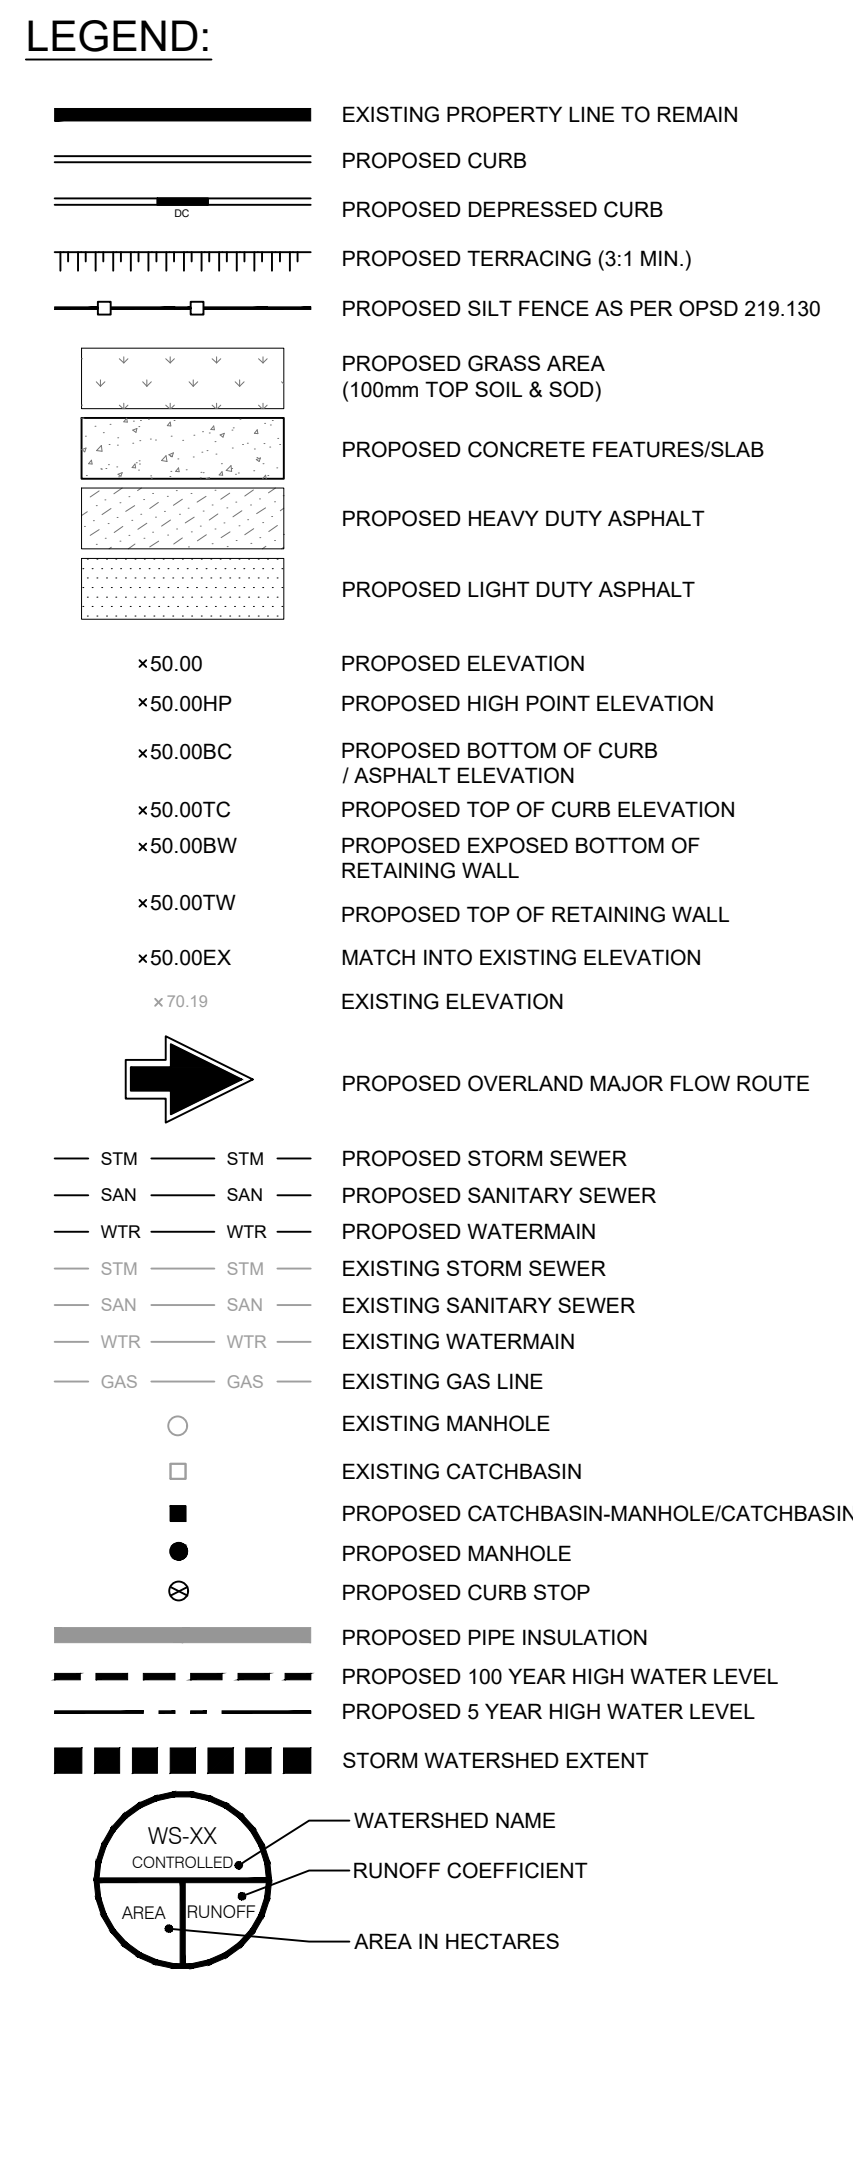 LEGEND:
EXISTING PROPERTY LINE TO REMAIN
PROPOSED CURB
DC
PROPOSED DEPRESSED CURB
PROPOSED TERRACING (3:1 MIN.)
PROPOSED SILT FENCE AS PER OPSD 219.130
PROPOSED GRASS AREA
(100mm TOP SOIL & SOD)
PROPOSED CONCRETE FEATURES/SLAB
PROPOSED HEAVY DUTY ASPHALT
PROPOSED LIGHT DUTY ASPHALT
×50.00 PROPOSED ELEVATION
×50.00HP PROPOSED HIGH POINT ELEVATION
×50.00BC PROPOSED BOTTOM OF CURB
/ ASPHALT ELEVATION
×50.00TC PROPOSED TOP OF CURB ELEVATION
×50.00BW PROPOSED EXPOSED BOTTOM OF
RETAINING WALL
×50.00TW PROPOSED TOP OF RETAINING WALL
×50.00EX MATCH INTO EXISTING ELEVATION
×70.19 EXISTING ELEVATION
PROPOSED OVERLAND MAJOR FLOW ROUTE
STM STM PROPOSED STORM SEWER
SAN SAN PROPOSED SANITARY SEWER
WTR WTR PROPOSED WATERMAIN
STM STM EXISTING STORM SEWER
SAN SAN EXISTING SANITARY SEWER
WTR WTR EXISTING WATERMAIN
GAS GAS EXISTING GAS LINE
EXISTING MANHOLE
EXISTING CATCHBASIN
PROPOSED CATCHBASIN-MANHOLE/CATCHBASIN
PROPOSED MANHOLE
PROPOSED CURB STOP
PROPOSED PIPE INSULATION
PROPOSED 100 YEAR HIGH WATER LEVEL
PROPOSED 5 YEAR HIGH WATER LEVEL
STORM WATERSHED EXTENT
WS-XX
CONTROLLED
AREA RUNOFF
WATERSHED NAME
RUNOFF COEFFICIENT
AREA IN HECTARES